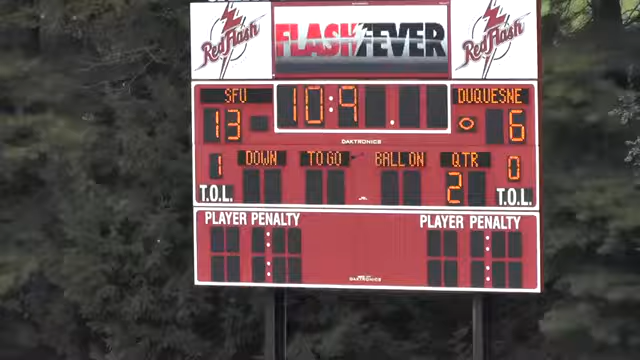 Red Flash
FLASH FEVER
Red Flash
SFU
DUQUESNE
13
10:9
6
DAKTRONICS
1
DOWN
TO GO
BALL ON
QTR
0
T.O.L.
2
T.O.L.
PLAYER PENALTY
PLAYER PENALTY
DAKTRONICS